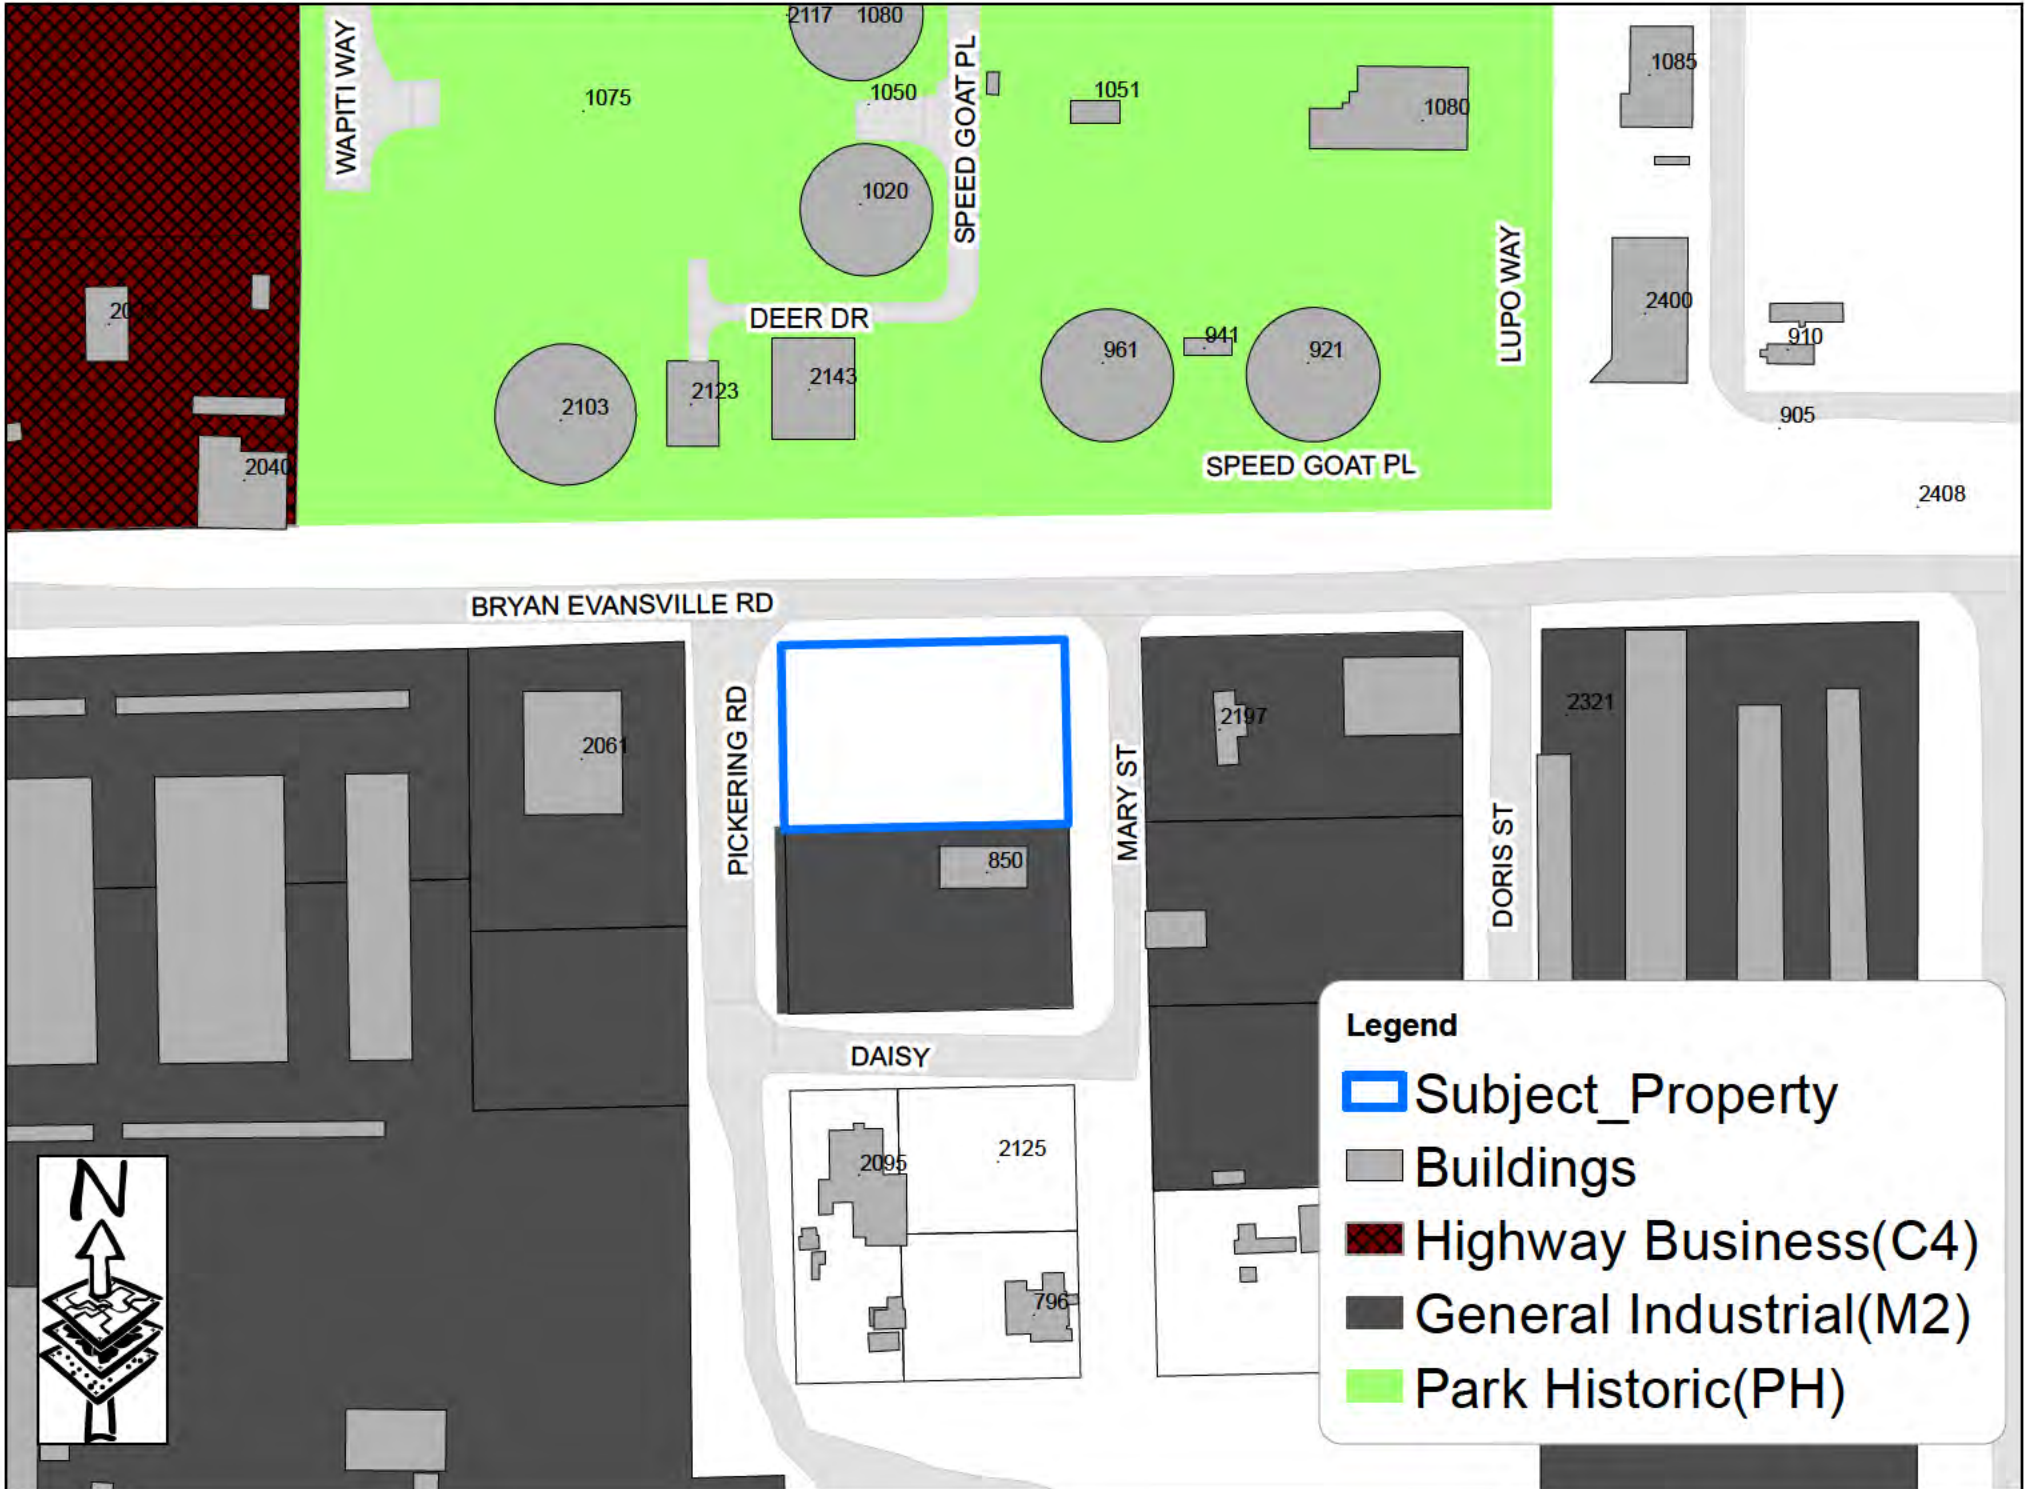 2117
1080
WAPITI WAY
SPEED GOAT PL
1085
1075
1050
1051
1080
1020
LUPO WAY
2400
DEER DR
910
961
941
921
2123
2143
2103
905
2040
SPEED GOAT PL
2408
BRYAN EVANSVILLE RD
PICKERING RD
2061
MARY ST
2197
2321
DORIS ST
850
DAISY
2095
2125
796
N
Legend
Subject_Property
Buildings
Highway Business(C4)
General Industrial(M2)
Park Historic(PH)